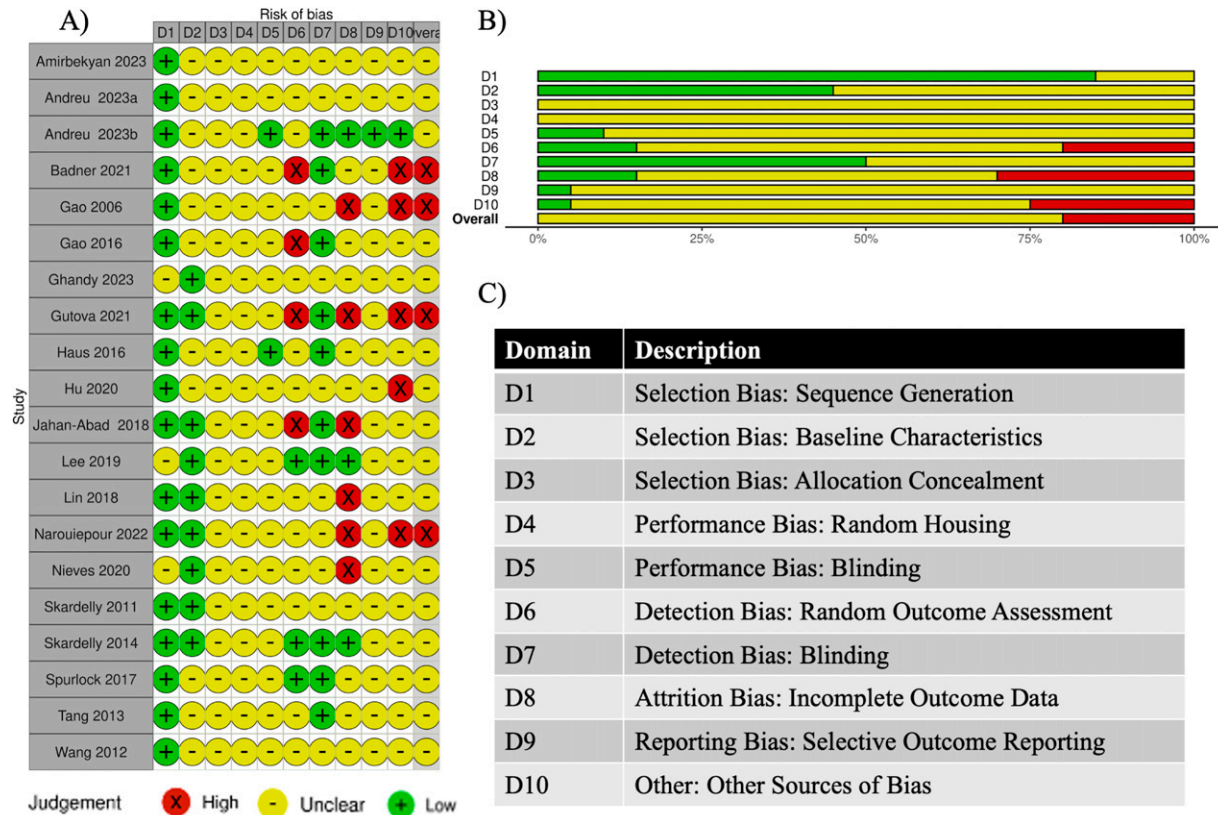 A)
Risk of bias
D1 D2 D3 D4 D5 D6 D7 D8 D9 D10 vera
Study
Amirbekyan 2023 + - - - - - - - - - -
Andreu 2023a + - - - - - - - - - -
Andreu 2023b + - - - + - + + + + -
Badner 2021 + - - - - X + - - X X
Gao 2006 + - - - - - - X - X X
Gao 2016 + - - - - X + - - - -
Ghandy 2023 - + - - - - - - - - -
Gutova 2021 + + - - - X + X - X X
Haus 2016 + - - - + - + - - - -
Hu 2020 + - - - - - - - - X -
Jahan-Abad 2018 + + - - - X + X - - -
Lee 2019 - + - - - + + + - - -
Lin 2018 + + - - - - - X - - -
Narouiepour 2022 + + - - - - - X - X X
Nieves 2020 - + - - - - - X - - -
Skardelly 2011 + + - - - - - - - - -
Skardelly 2014 + + - - - + + + - - -
Spurlock 2017 + - - - - + + - - - -
Tang 2013 + - - - - - + - - - -
Wang 2012 + - - - - - - - - - -
Judgement X High - Unclear + Low
B)
D1
D2
D3
D4
D5
D6
D7
D8
D9
D10
Overall
0% 25% 50% 75% 100%
C)
Domain Description
D1 Selection Bias: Sequence Generation
D2 Selection Bias: Baseline Characteristics
D3 Selection Bias: Allocation Concealment
D4 Performance Bias: Random Housing
D5 Performance Bias: Blinding
D6 Detection Bias: Random Outcome Assessment
D7 Detection Bias: Blinding
D8 Attrition Bias: Incomplete Outcome Data
D9 Reporting Bias: Selective Outcome Reporting
D10 Other: Other Sources of Bias